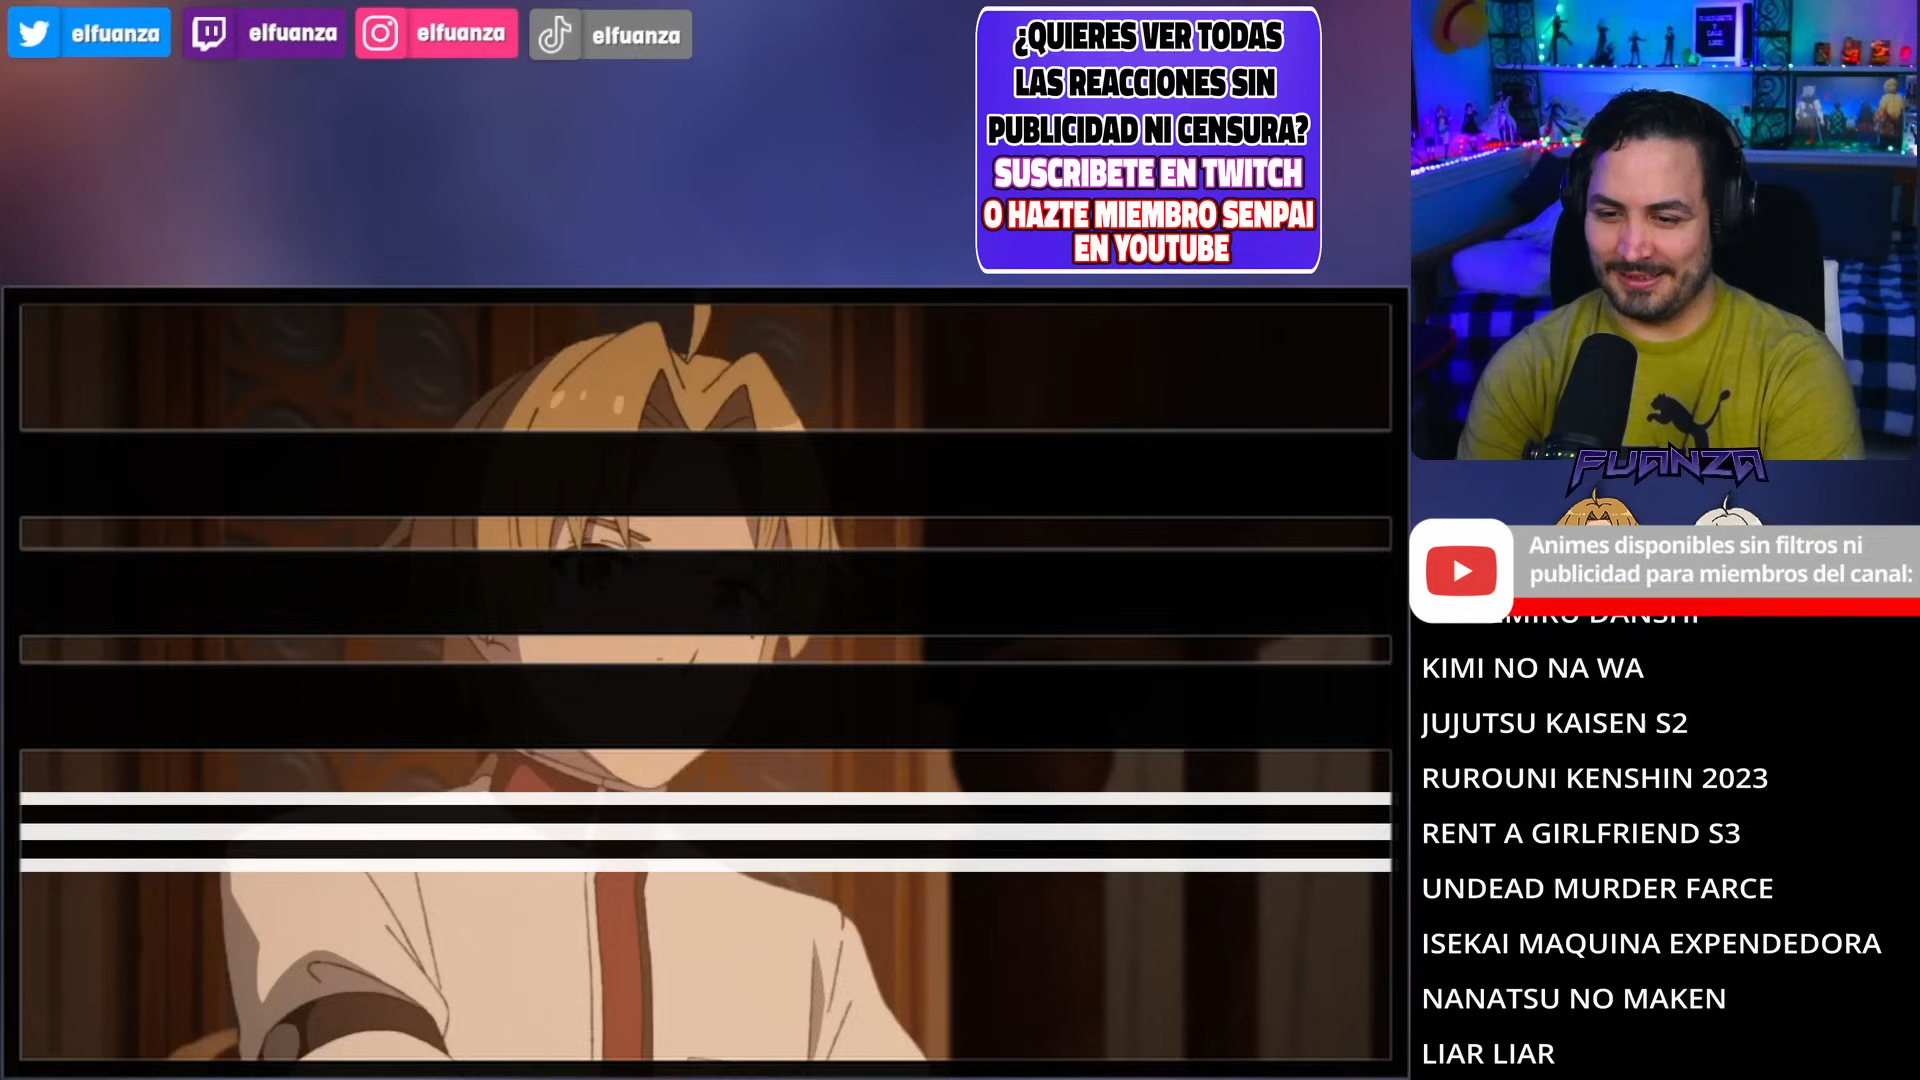 elfuanza
elfuanza
elfuanza
elfuanza
¿QUIERES VER TODAS
LAS REACCIONES SIN
PUBLICIDAD NI CENSURA?
SUSCRIBETE EN TWITCH
O HAZTE MIEMBRO SENPAI
EN YOUTUBE
FUANZA
Animes disponibles sin filtros ni
publicidad para miembros del canal:
DANSHI
KIMI NO NA WA
JUJUTSU KAISEN S2
RUROUNI KENSHIN 2023
RENT A GIRLFRIEND S3
UNDEAD MURDER FARCE
ISEKAI MAQUINA EXPENDEDORA
NANATSU NO MAKEN
LIAR LIAR